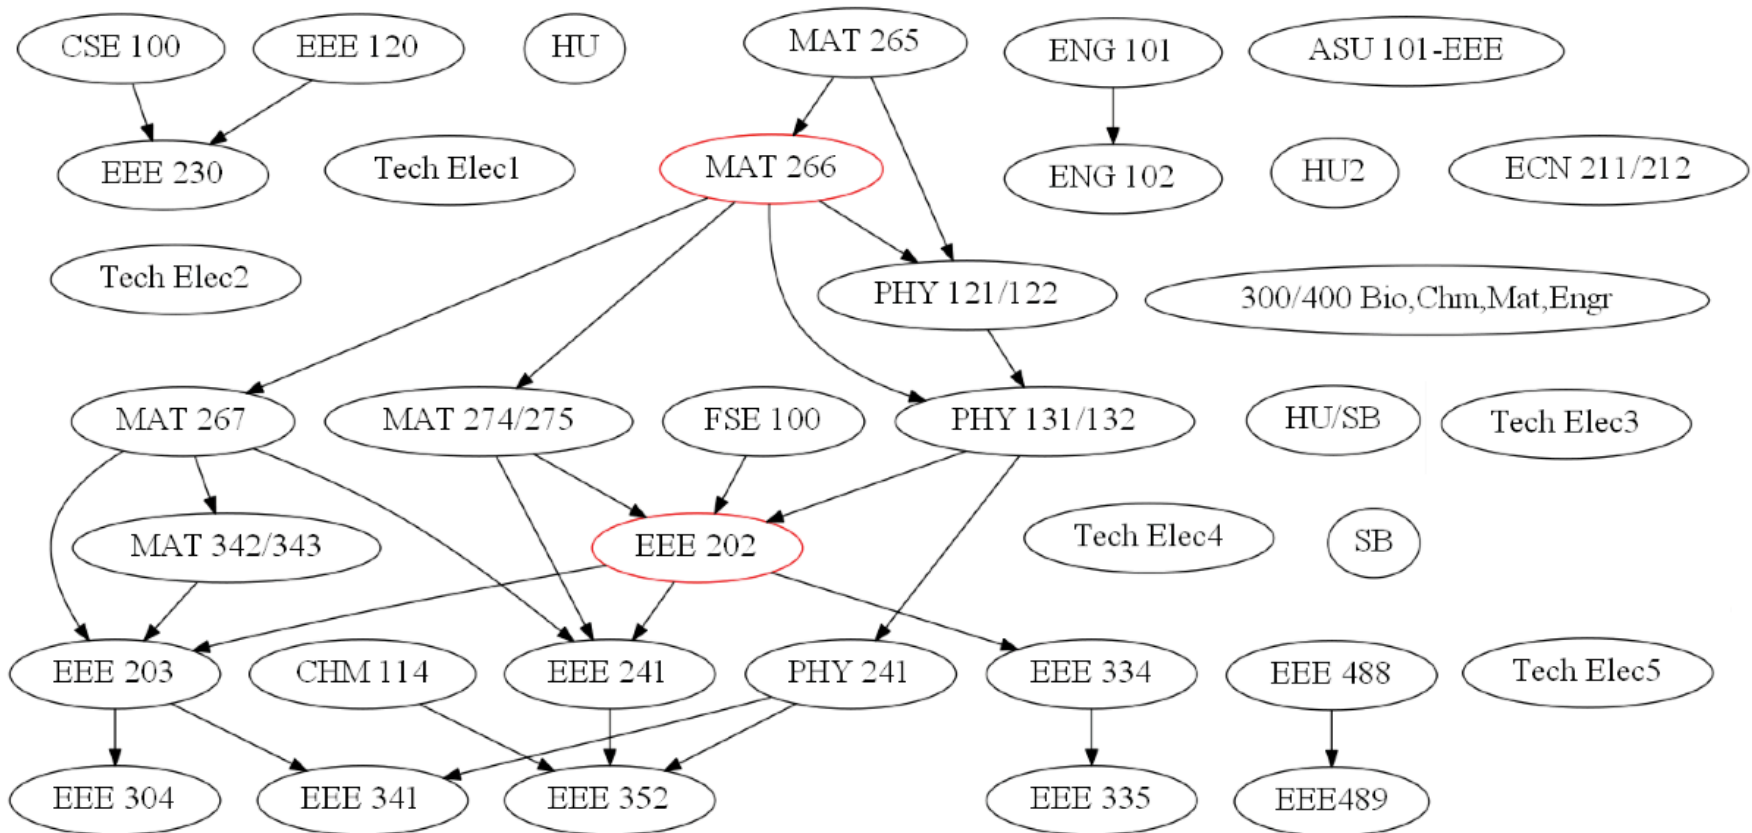 CSE 100
EEE 120
HU
MAT 265
ENG 101
ASU 101-EEE
EEE 230
Tech Elec1
MAT 266
ENG 102
HU2
ECN 211/212
Tech Elec2
PHY 121/122
300/400 Bio,Chm,Mat,Engr
MAT 267
MAT 274/275
FSE 100
PHY 131/132
HU/SB
Tech Elec3
MAT 342/343
EEE 202
Tech Elec4
SB
EEE 203
CHM 114
EEE 241
PHY 241
EEE 334
EEE 488
Tech Elec5
EEE 304
EEE 341
EEE 352
EEE 335
EEE489